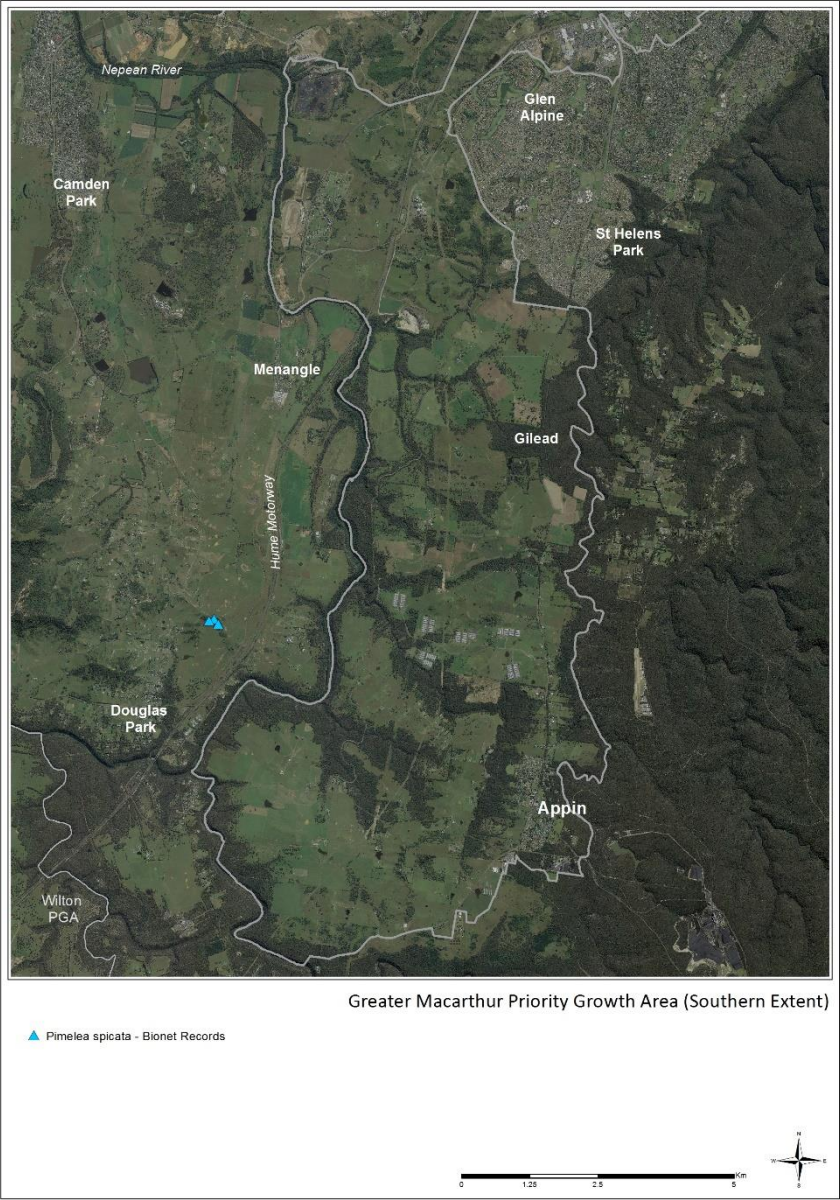 Nepean River
Glen
Alpine
Camden
Park
St Helens
Park
Menangle
Gilead
Hume Motorway
Douglas
Park
Appin
Wilton
PGA
Greater Macarthur Priority Growth Area (Southern Extent)
Pimelea spicata - Bionet Records
N
W
E
S
Km
0
1.25
2.5
5